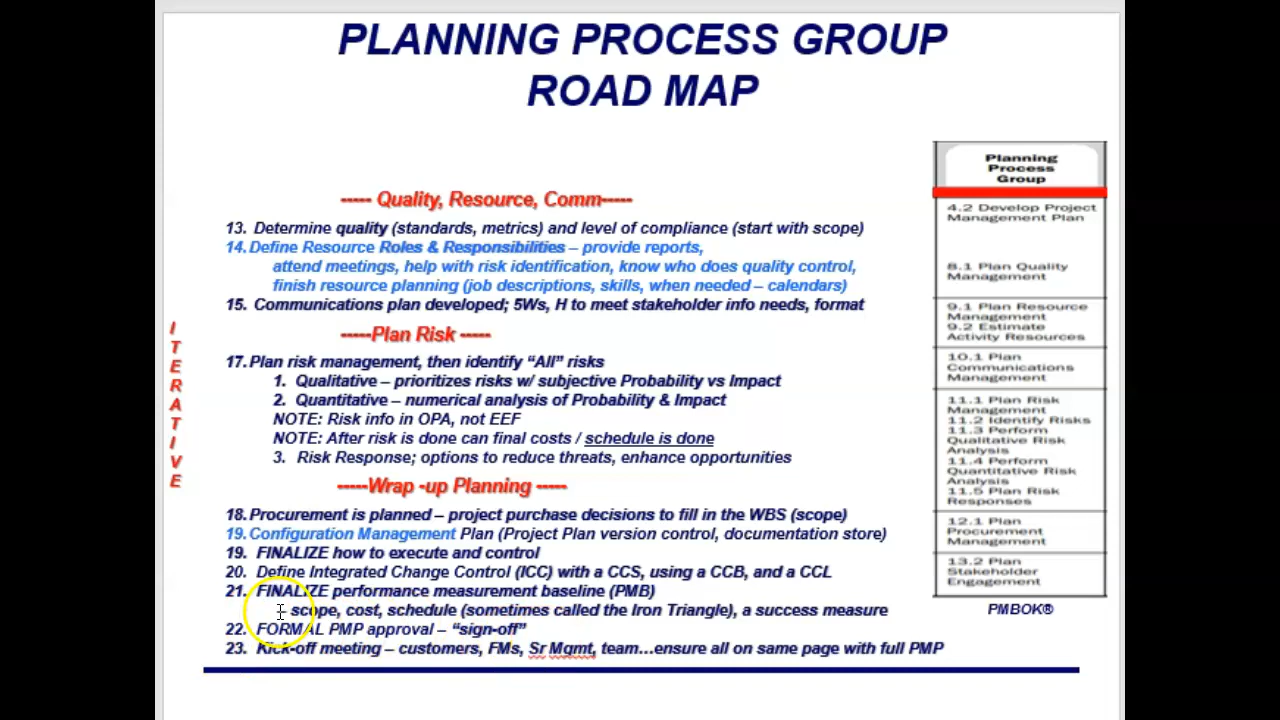 PLANNING PROCESS GROUP
ROAD MAP
----- Quality, Resource, Comm-----
13. Determine quality (standards, metrics) and level of compliance (start with scope)
14. Define Resource Roles & Responsibilities – provide reports,
attend meetings, help with risk identification, know who does quality control,
finish resource planning (job descriptions, skills, when needed – calendars)
15. Communications plan developed; 5Ws, H to meet stakeholder info needs, format
-----Plan Risk -----
17. Plan risk management, then identify “All” risks
1. Qualitative – prioritizes risks w/ subjective Probability vs Impact
2. Quantitative – numerical analysis of Probability & Impact
NOTE: Risk info in OPA, not EEF
NOTE: After risk is done can final costs / schedule is done
3. Risk Response; options to reduce threats, enhance opportunities
-----Wrap -up Planning -----
18. Procurement is planned – project purchase decisions to fill in the WBS (scope)
19. Configuration Management Plan (Project Plan version control, documentation store)
19. FINALIZE how to execute and control
20. Define Integrated Change Control (ICC) with a CCS, using a CCB, and a CCL
21. FINALIZE performance measurement baseline (PMB)
– scope, cost, schedule (sometimes called the Iron Triangle), a success measure
22. FORMAL PMP approval – “sign-off”
23. Kick-off meeting – customers, FMs, Sr Mgmt, team…ensure all on same page with full PMP
I
T
E
R
A
T
I
V
E
Planning
Process
Group
4.2 Develop Project
Management Plan
8.1 Plan Quality
Management
9.1 Plan Resource
Management
9.2 Estimate
Activity Resources
10.1 Plan
Communications
Management
11.1 Plan Risk
Management
11.2 Identify Risks
11.3 Perform
Qualitative Risk
Analysis
11.4 Perform
Quantitative Risk
Analysis
11.5 Plan Risk
Responses
12.1 Plan
Procurement
Management
13.2 Plan
Stakeholder
Engagement
PMBOK®